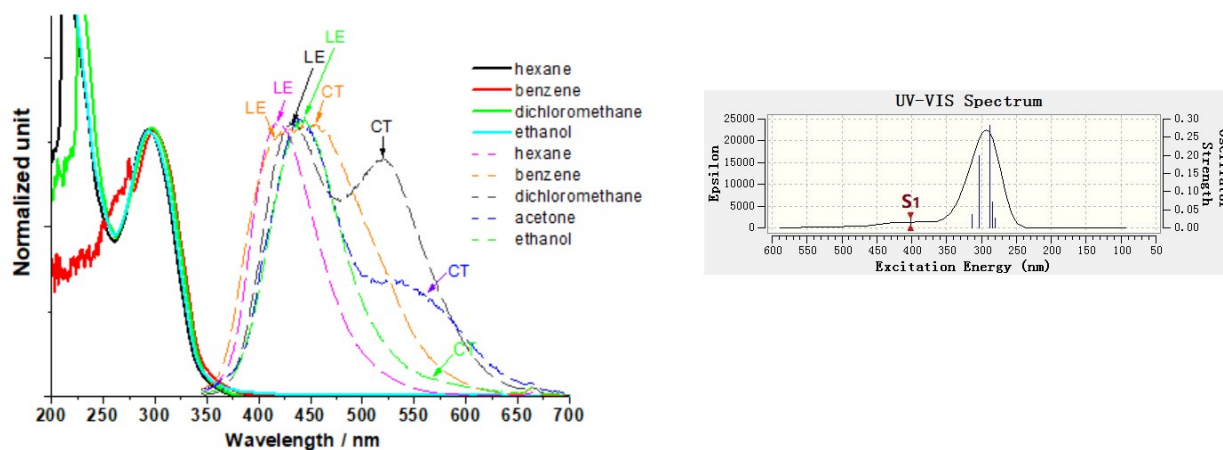 LE
LE
LE
LE
CT
CT
CT
CT
hexane
benzene
dichloromethane
ethanol
hexane
benzene
dichloromethane
acetone
ethanol
Normalized unit
200 250 300 350 400 450 500 550 600 650 700
Wavelength / nm
UV-VIS Spectrum
Epsilon
25000
20000
15000
10000
5000
0
S1
0.30
0.25
0.20
0.15
0.10
0.05
0.00
Strength
600 550 500 450 400 350 300 250 200 150 100 50
Excitation Energy (nm)